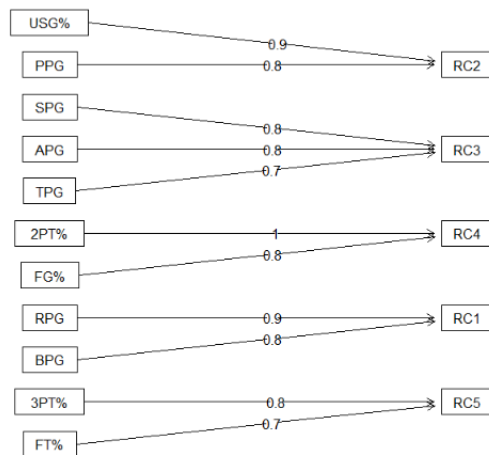 USG%
0.9
PPG
0.8
RC2
SPG
0.8
APG
0.8
RC3
0.7
TPG
2PT%
1
RC4
0.8
FG%
RPG
0.9
RC1
0.8
BPG
3PT%
0.8
RC5
0.7
FT%